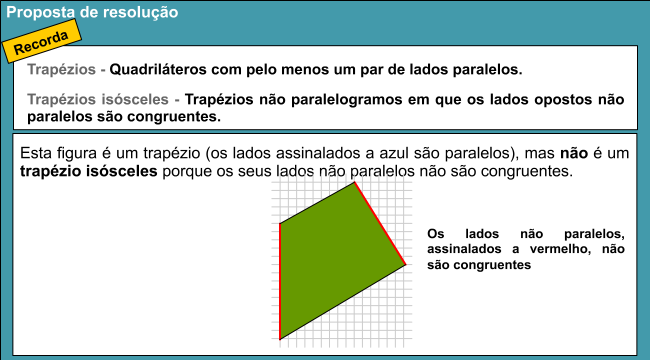 Proposta de resolução
Recorda
Trapézios - Quadriláteros com pelo menos um par de lados paralelos.
Trapézios isósceles - Trapézios não paralelogramos em que os lados opostos não
paralelos são congruentes.
Esta figura é um trapézio (os lados assinalados a azul são paralelos), mas não é um
trapézio isósceles porque os seus lados não paralelos não são congruentes.
Os lados não paralelos,
assinalados a vermelho, não
são congruentes